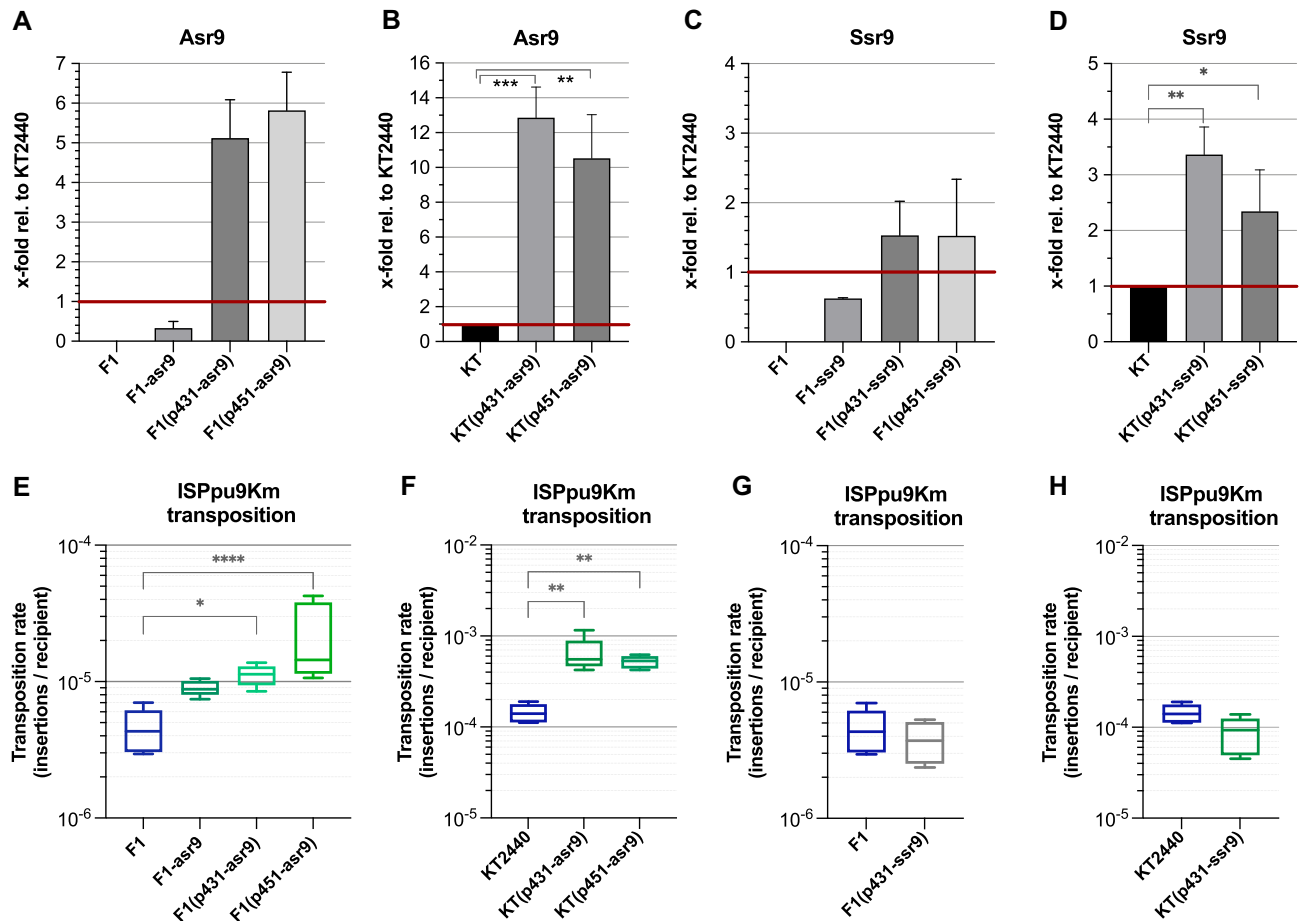 A
Asr9
x-fold rel. to KT2440
7
6
5
4
3
2
1
0
F1
F1-asr9
F1(p431-asr9)
F1(p451-asr9)
B
Asr9
x-fold rel. to KT2440
16
14
12
10
8
6
4
2
0
***
**
KT
KT(p431-asr9)
KT(p451-asr9)
C
Ssr9
x-fold rel. to KT2440
4
3
2
1
0
F1
F1-ssr9
F1(p431-ssr9)
F1(p451-ssr9)
D
Ssr9
x-fold rel. to KT2440
5
4
3
2
1
0
*
**
KT
KT(p431-ssr9)
KT(p451-ssr9)
E
ISPpu9Km
transposition
Transposition rate
(insertions / recipient)
10-4
10-5
10-6
****
*
F1
F1-asr9
F1(p431-asr9)
F1(p451-asr9)
F
ISPpu9Km
transposition
Transposition rate
(insertions / recipient)
10-2
10-3
10-4
10-5
**
**
KT2440
KT(p431-asr9)
KT(p451-asr9)
G
ISPpu9Km
transposition
Transposition rate
(insertions / recipient)
10-4
10-5
10-6
F1
F1(p431-ssr9)
H
ISPpu9Km
transposition
Transposition rate
(insertions / recipient)
10-2
10-3
10-4
10-5
KT2440
KT(p431-ssr9)